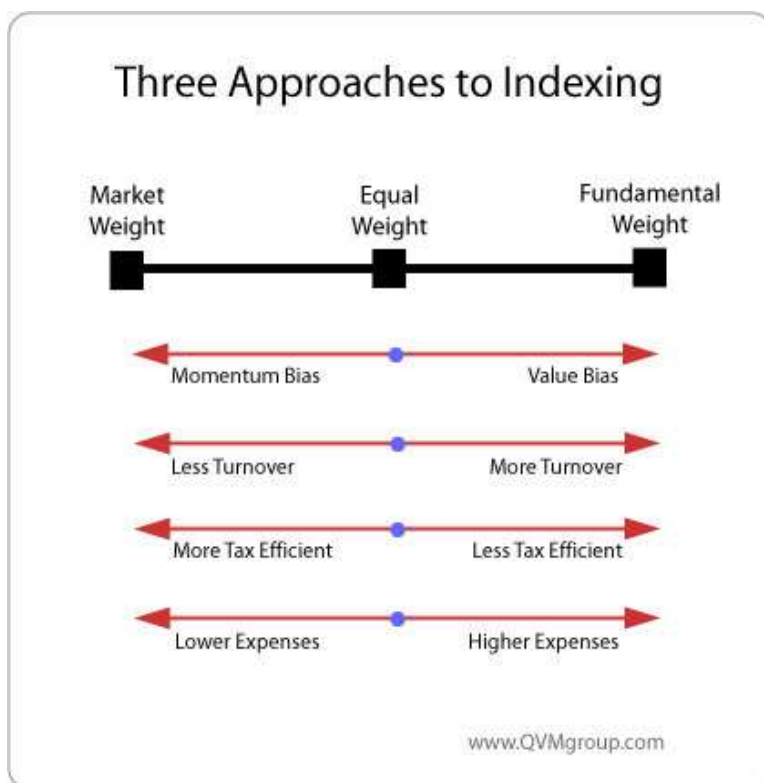 Three Approaches to Indexing
Market
Weight
Equal
Weight
Fundamental
Weight
Momentum Bias
Value Bias
Less Turnover
More Turnover
More Tax Efficient
Less Tax Efficient
Lower Expenses
Higher Expenses
www.QVMgroup.com